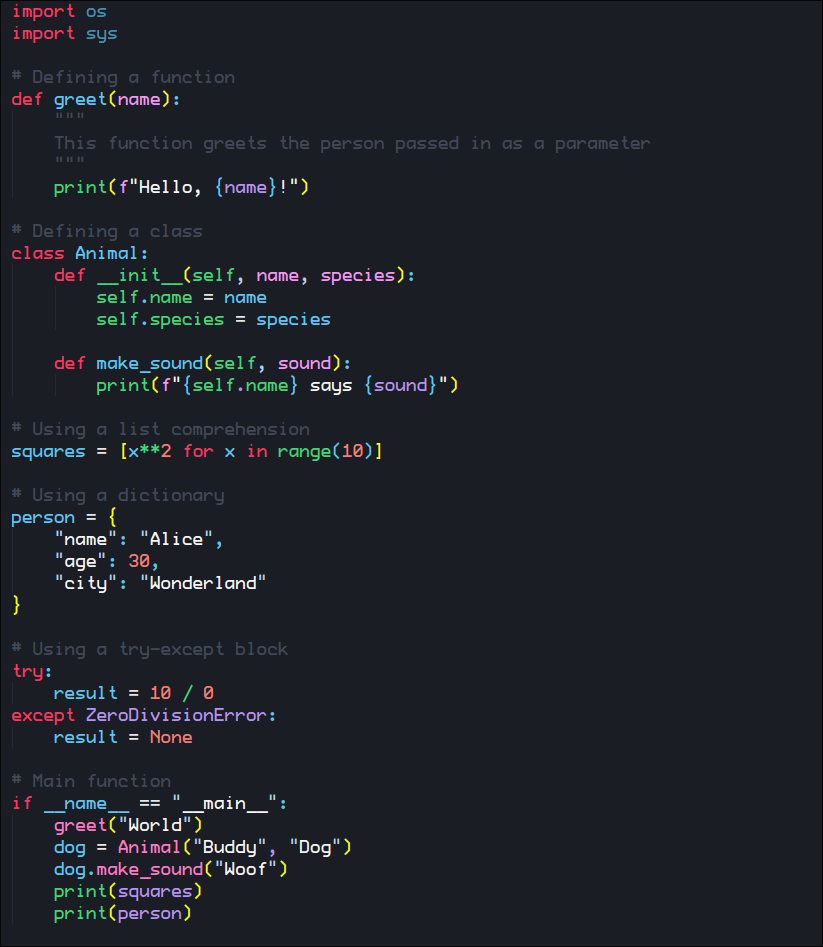 import os
import sys

# Defining a function
def greet(name):
    """
    This function greets the person passed in as a parameter
    """
    print(f"Hello, {name}!")

# Defining a class
class Animal:
    def __init__(self, name, species):
        self.name = name
        self.species = species

    def make_sound(self, sound):
        print(f"{self.name} says {sound}")

# Using a list comprehension
squares = [x**2 for x in range(10)]

# Using a dictionary
person = {
    "name": "Alice",
    "age": 30,
    "city": "Wonderland"
}

# Using a try-except block
try:
    result = 10 / 0
except ZeroDivisionError:
    result = None

# Main function
if __name__ == "__main__":
    greet("World")
    dog = Animal("Buddy", "Dog")
    dog.make_sound("Woof")
    print(squares)
    print(person)